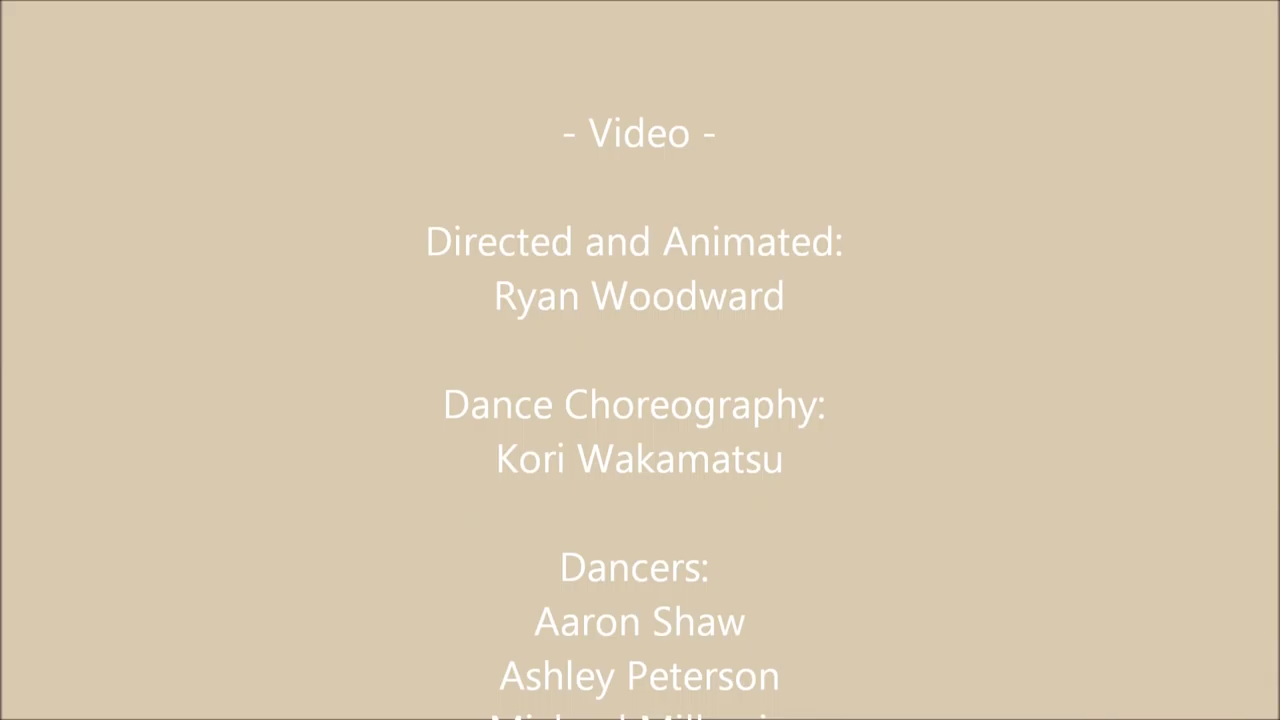 - Video -
Directed and Animated:
Ryan Woodward
Dance Choreography:
Kori Wakamatsu
Dancers:
Aaron Shaw
Ashley Peterson